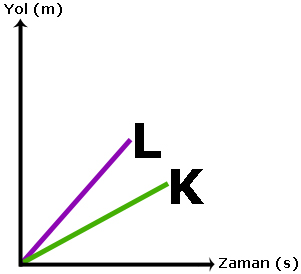 Yol (m)
L
K
Zaman (s)